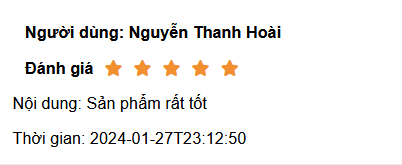 Người dùng: Nguyễn Thanh Hoài
Đánh giá
Nội dung: Sản phẩm rất tốt
Thời gian: 2024-01-27T23:12:50